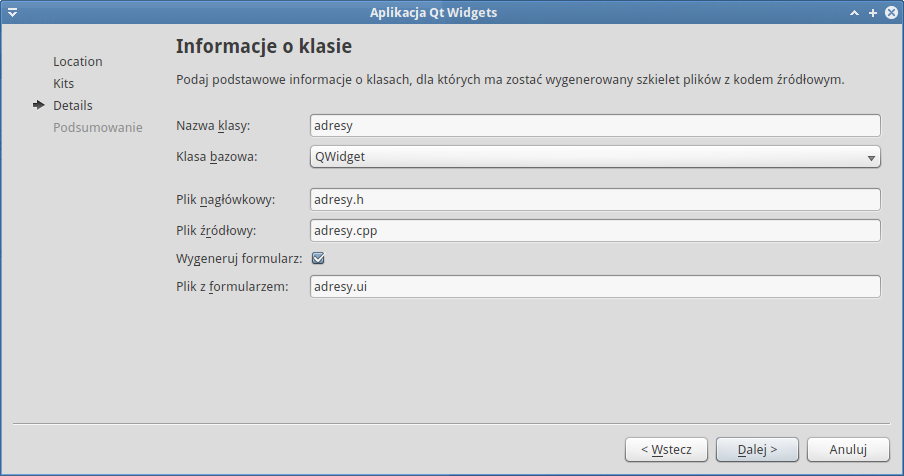 Aplikacja Qt Widgets
Informacje o klasie
Location
Kits
Details
Podsumowanie
Podaj podstawowe informacje o klasach, dla których ma zostać wygenerowany szkielet plików z kodem źródłowym.
Nazwa klasy: adresy
Klasa bazowa: QWidget
Plik nagłówkowy: adresy.h
Plik źródłowy: adresy.cpp
Wygeneruj formularz:
Plik z formularzem: adresy.ui
< Wstecz Dalej > Anuluj